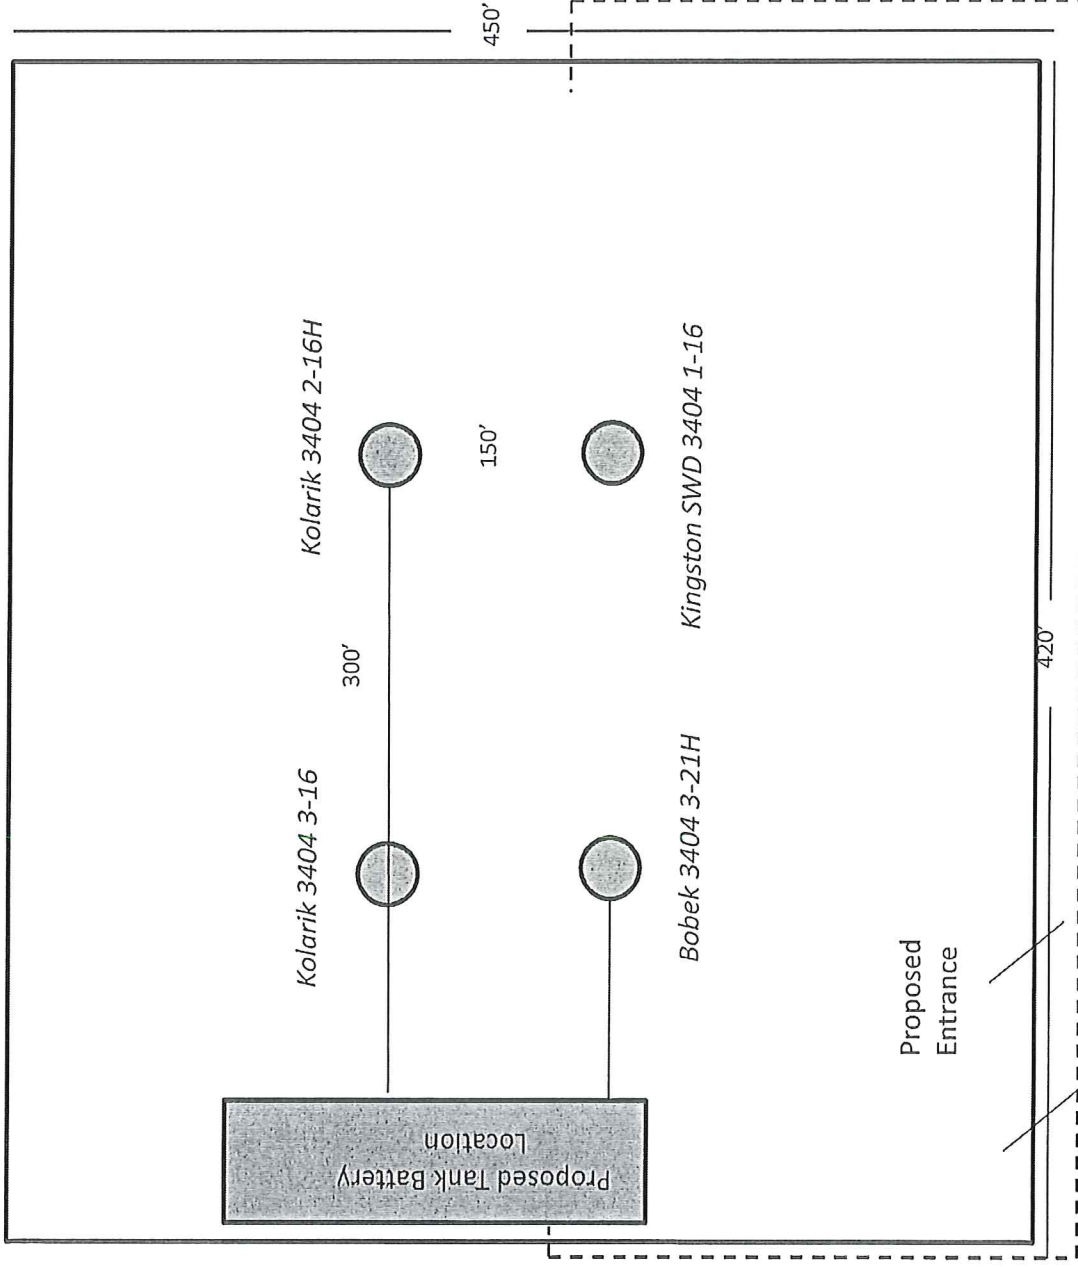 450'
Kolarik 3404 2-16H
150'
Kingston SWD 3404 1-16
300'
420'
Kolarik 3404 3-16
Bobek 3404 3-21H
Proposed
Entrance
Proposed Tank Battery
Location